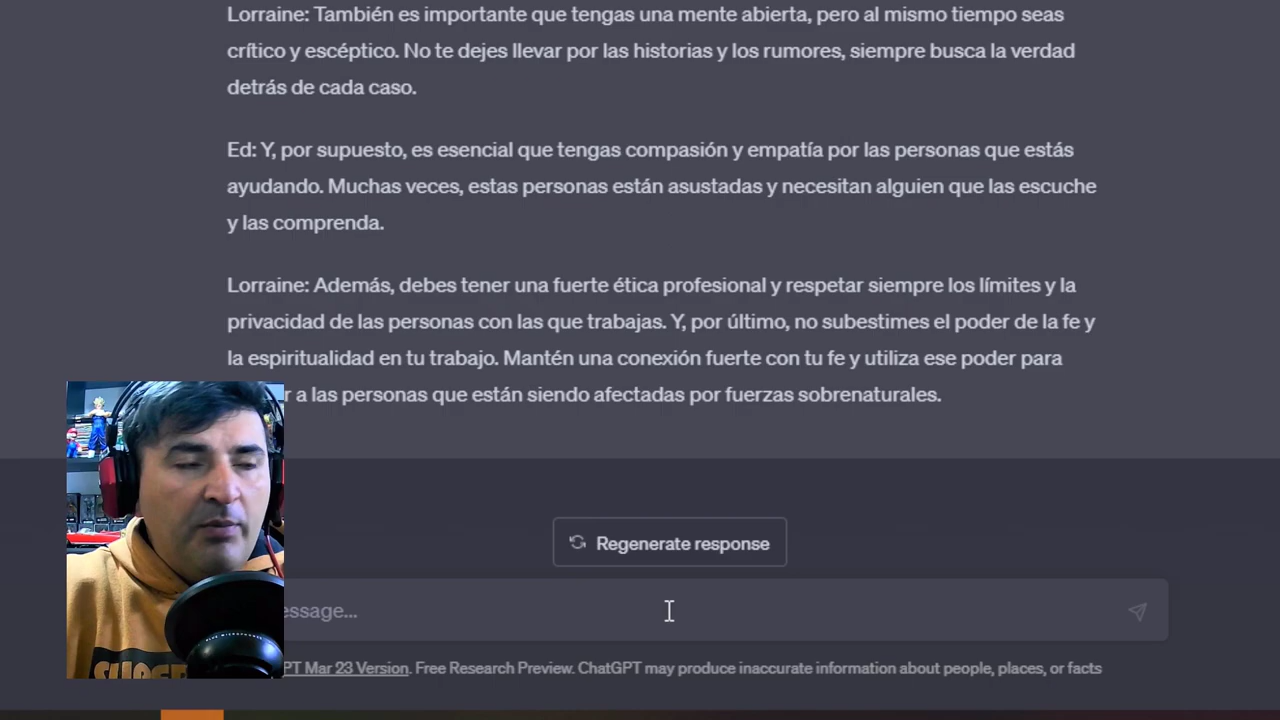 Lorraine: También es importante que tengas una mente abierta, pero al mismo tiempo seas
crítico y escéptico. No te dejes llevar por las historias y los rumores, siempre busca la verdad
detrás de cada caso.
Ed: Y, por supuesto, es esencial que tengas compasión y empatía por las personas que estás
ayudando. Muchas veces, estas personas están asustadas y necesitan alguien que las escuche
y las comprenda.
Lorraine: Además, debes tener una fuerte ética profesional y respetar siempre los límites y la
privacidad de las personas con las que trabajas. Y, por último, no subestimes el poder de la fe y
la espiritualidad en tu trabajo. Mantén una conexión fuerte con tu fe y utiliza ese poder para
r a las personas que están siendo afectadas por fuerzas sobrenaturales.
Regenerate response
essage...
PT Mar 23 Version. Free Research Preview. ChatGPT may produce inaccurate information about people, places, or facts